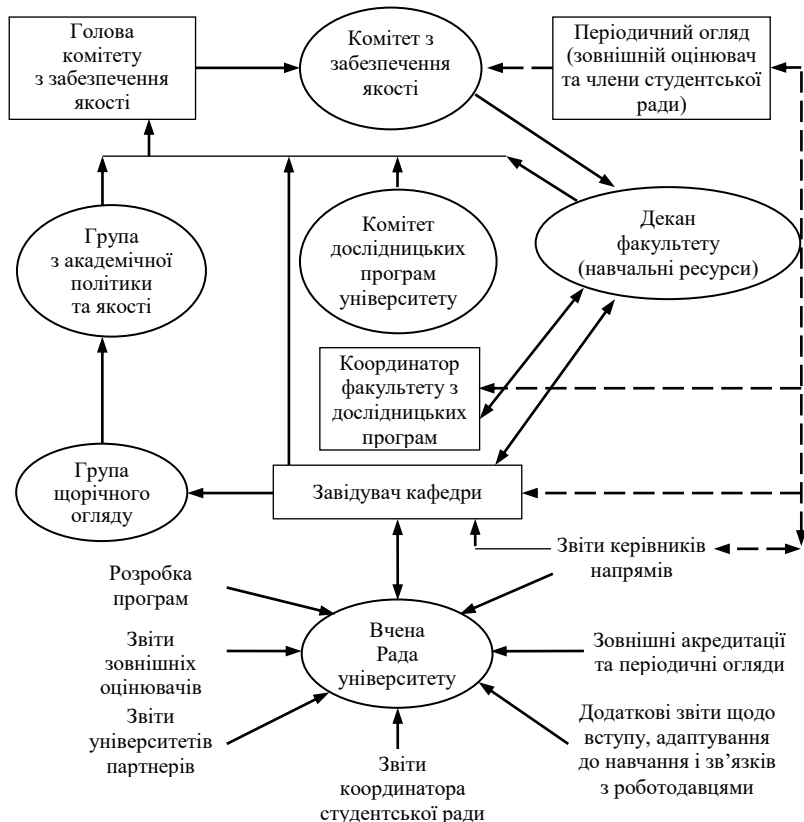 Голова
комітету
з забезпечення
якості
Комітет з
забезпечення
якості
Періодичний огляд
(зовнішній оцінювач
та члени студентської
ради)
Група
з академічної
політики
та якості
Комітет
дослідницьких
програм
університету
Декан
факультету
(навчальні ресурси)
Координатор
факультету з
дослідницьких
програм
Група
щорічного
огляду
Завідувач кафедри
Звіти керівників
напрямів
Розробка
програм
Звіти
зовнішніх
оцінювачів
Звіти
університетів
партнерів
Вчена
Рада
університету
Зовнішні акредитації
та періодичні огляди
Додаткові звіти щодо
вступу, адаптування
до навчання і зв’язків
з роботодавцями
Звіти
координатора
студентської ради